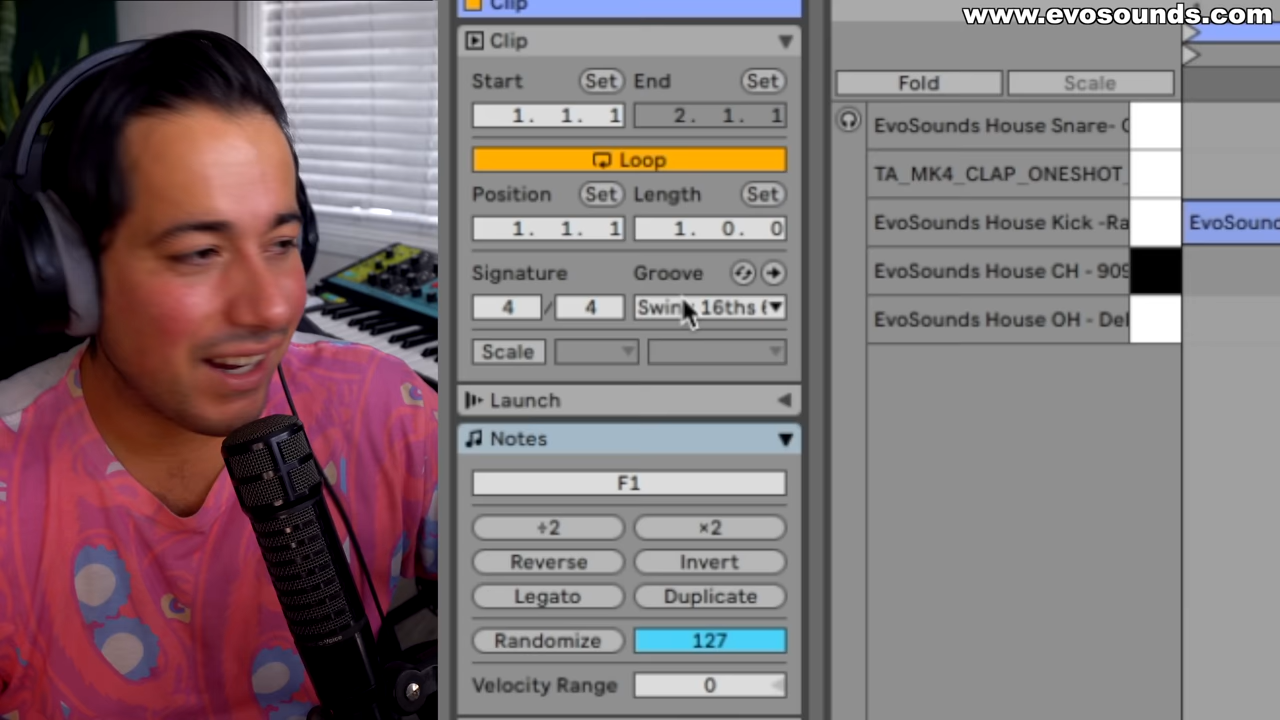 www.evosounds.com
Clip
Clip
Start Set End Set
1. 1. 1 2. 1. 1
Loop
Position Set Length Set
1. 1. 1 1. 0. 0
Signature Groove
4 / 4 16ths
Scale
Launch
Notes
F1
÷2 ×2
Reverse Invert
Legato Duplicate
Randomize 127
Velocity Range 0
Fold Scale
EvoSounds House Snare-
TA_MK4_CLAP_ONESHOT_
EvoSounds House Kick -Ra
EvoSounds House CH - 909
EvoSounds House OH - Del
EvoSound